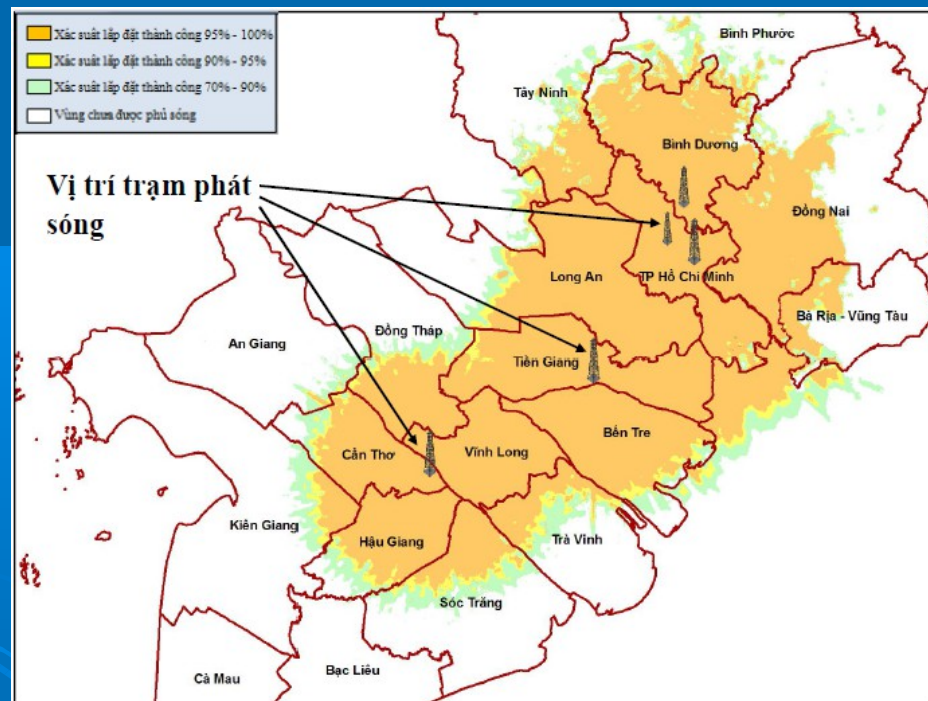 Xác suất lắp đặt thành công 95% - 100%
Xác suất lắp đặt thành công 90% - 95%
Xác suất lắp đặt thành công 70% - 90%
Vùng chưa được phủ sóng
Bình Phước
Tây Ninh
Bình Dương
Vị trí trạm phát
sóng
Đồng Nai
Long An
TP Hồ Chí Minh
Bà Rịa - Vũng Tàu
Đồng Tháp
An Giang
Tiền Giang
Bến Tre
Cần Thơ
Vĩnh Long
Kiên Giang
Trà Vinh
Hậu Giang
Sóc Trăng
Bạc Liêu
Cà Mau